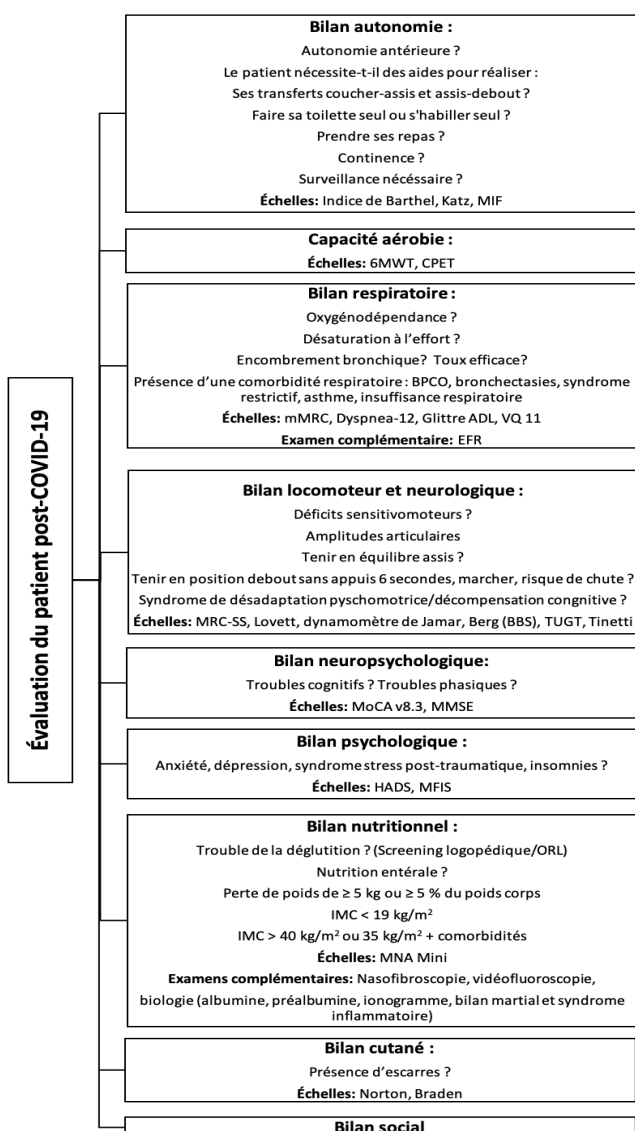 Évaluation du patient post-COVID-19
Bilan autonomie :
Autonomie antérieure ?
Le patient nécessite-t-il des aides pour réaliser :
Ses transferts coucher-assis et assis-debout ?
Faire sa toilette seul ou s'habiller seul ?
Prendre ses repas ?
Continence ?
Surveillance nécéssaire ?
Échelles: Indice de Barthel, Katz, MIF
Capacité aérobie :
Échelles: 6MWT, CPET
Bilan respiratoire :
Oxygénodépendance ?
Désaturation à l’effort ?
Encombrement bronchique? Toux efficace?
Présence d’une comorbidité respiratoire : BPCO, bronchectasies, syndrome
restrictif, asthme, insuffisance respiratoire
Échelles: mMRC, Dyspnea-12, Glittre ADL, VQ 11
Examen complémentaire: EFR
Bilan locomoteur et neurologique :
Déficits sensitivomoteurs ?
Amplitudes articulaires
Tenir en équilibre assis ?
Tenir en position debout sans appuis 6 secondes, marcher, risque de chute ?
Syndrome de désadaptation pyschomotrice/décompensation congnitive ?
Échelles: MRC-SS, Lovett, dynamomètre de Jamar, Berg (BBS), TUGT, Tinetti
Bilan neuropsychologique:
Troubles cognitifs ? Troubles phasiques ?
Échelles: MoCA v8.3, MMSE
Bilan psychologique :
Anxiété, dépression, syndrome stress post-traumatique, insomnies ?
Échelles: HADS, MFIS
Bilan nutritionnel :
Trouble de la déglutition ? (Screening logopédique/ORL)
Nutrition entérale ?
Perte de poids de ≥ 5 kg ou ≥ 5 % du poids corps
IMC < 19 kg/m²
IMC > 40 kg/m² ou 35 kg/m² + comorbidités
Échelles: MNA Mini
Examens complémentaires: Nasofibroscopie, vidéofluoroscopie,
biologie (albumine, préalbumine, ionogramme, bilan martial et syndrome
inflammatoire)
Bilan cutané :
Présence d’escarres ?
Échelles: Norton, Braden
Bilan social